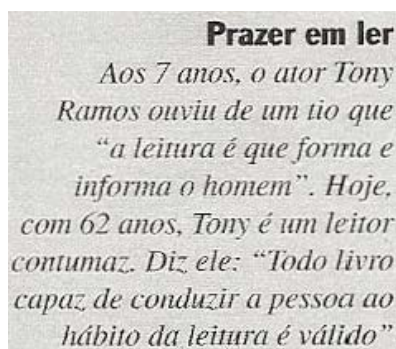 Prazer em ler
Aos 7 anos, o ator Tony
Ramos ouviu de um tio que
“a leitura é que forma e
informa o homem”. Hoje,
com 62 anos, Tony é um leitor
contumaz. Diz ele: “Todo livro
capaz de conduzir a pessoa ao
hábito da leitura é válido”